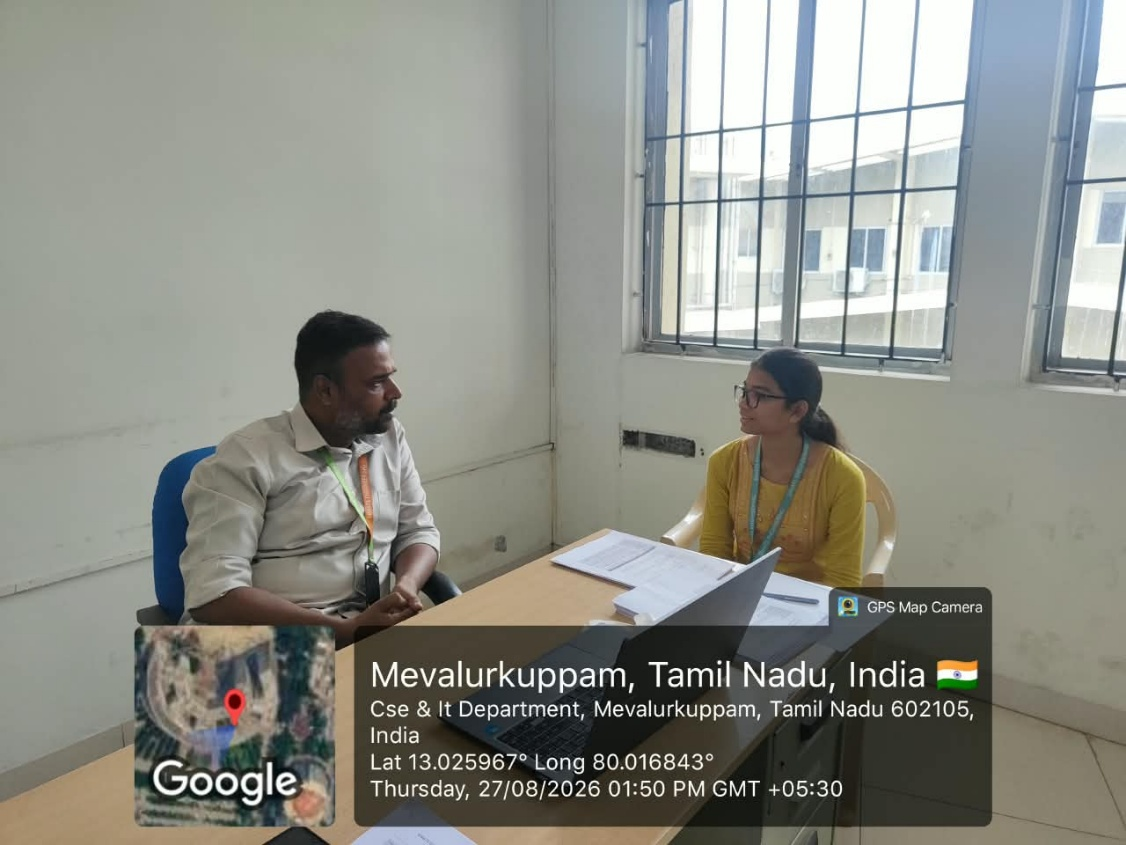 GPS Map Camera
Mevalurkuppam, Tamil Nadu, India 🇮🇳
Cse & It Department, Mevalurkuppam, Tamil Nadu 602105,
India
Lat 13.025967° Long 80.016843°
Thursday, 27/08/2026 01:50 PM GMT +05:30
Google